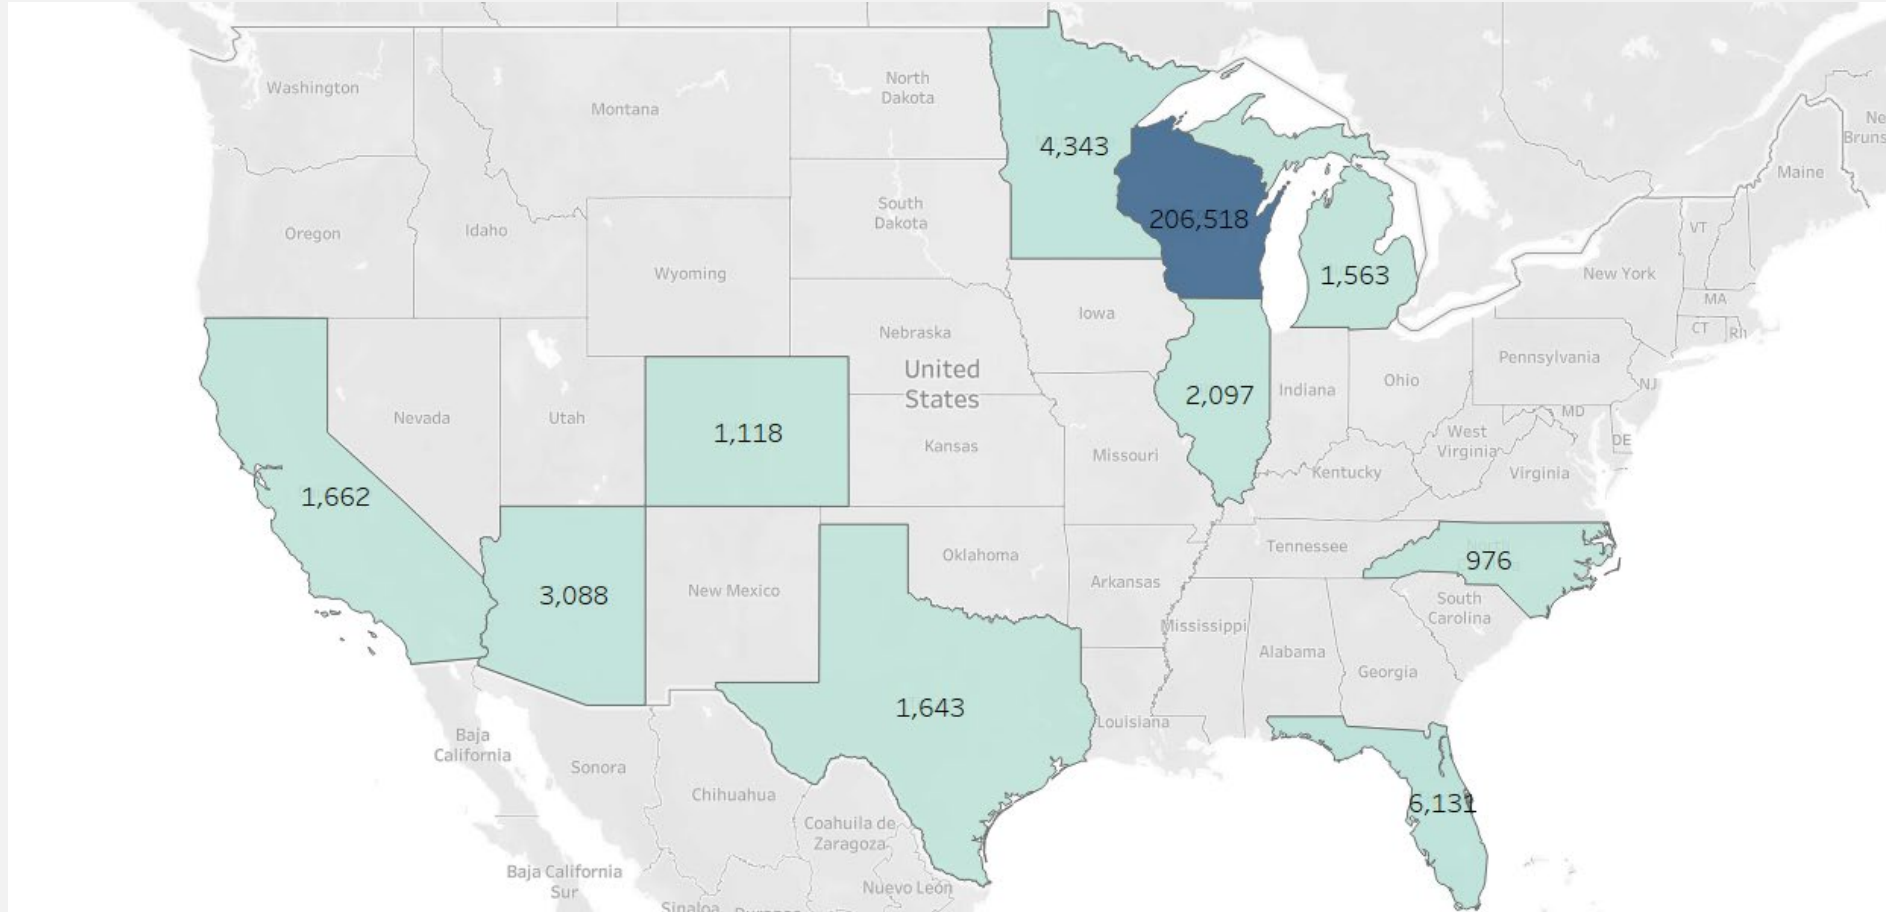 Washington
Montana
North
Dakota
Ne
Bruns
Maine
4,343
Oregon
Idaho
South
Dakota
206,518
VT
Wyoming
1,563
New York
MA
Iowa
Nebraska
CT
RI
United
States
Pennsylvania
Nevada
Utah
1,118
Kansas
2,097
Indiana
Ohio
NJ
MD
DE
West
Virginia
Virginia
Missouri
Kentucky
1,662
3,088
New Mexico
Oklahoma
Arkansas
Tennessee
976
South
Carolina
Mississippi
Alabama
Georgia
1,643
Louisiana
Baja
California
Sonora
Chihuahua
Coahuila de
Zaragoza
6,131
Baja California
Sur
Nuevo León
Sinaloa
Durango